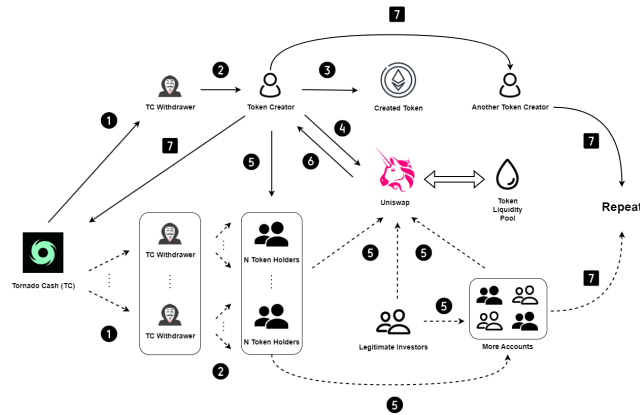 7
2
3
TC Withdrawer
Token Creator
Created Token
Another Token Creator
1
7
4
7
5
6
Uniswap
Token
Liquidity
Pool
Repeat
TC Withdrawer
N Token Holders
5
5
Tornado Cash (TC)
7
5
TC Withdrawer
N Token Holders
Legitimate Investors
More Accounts
1
2
5